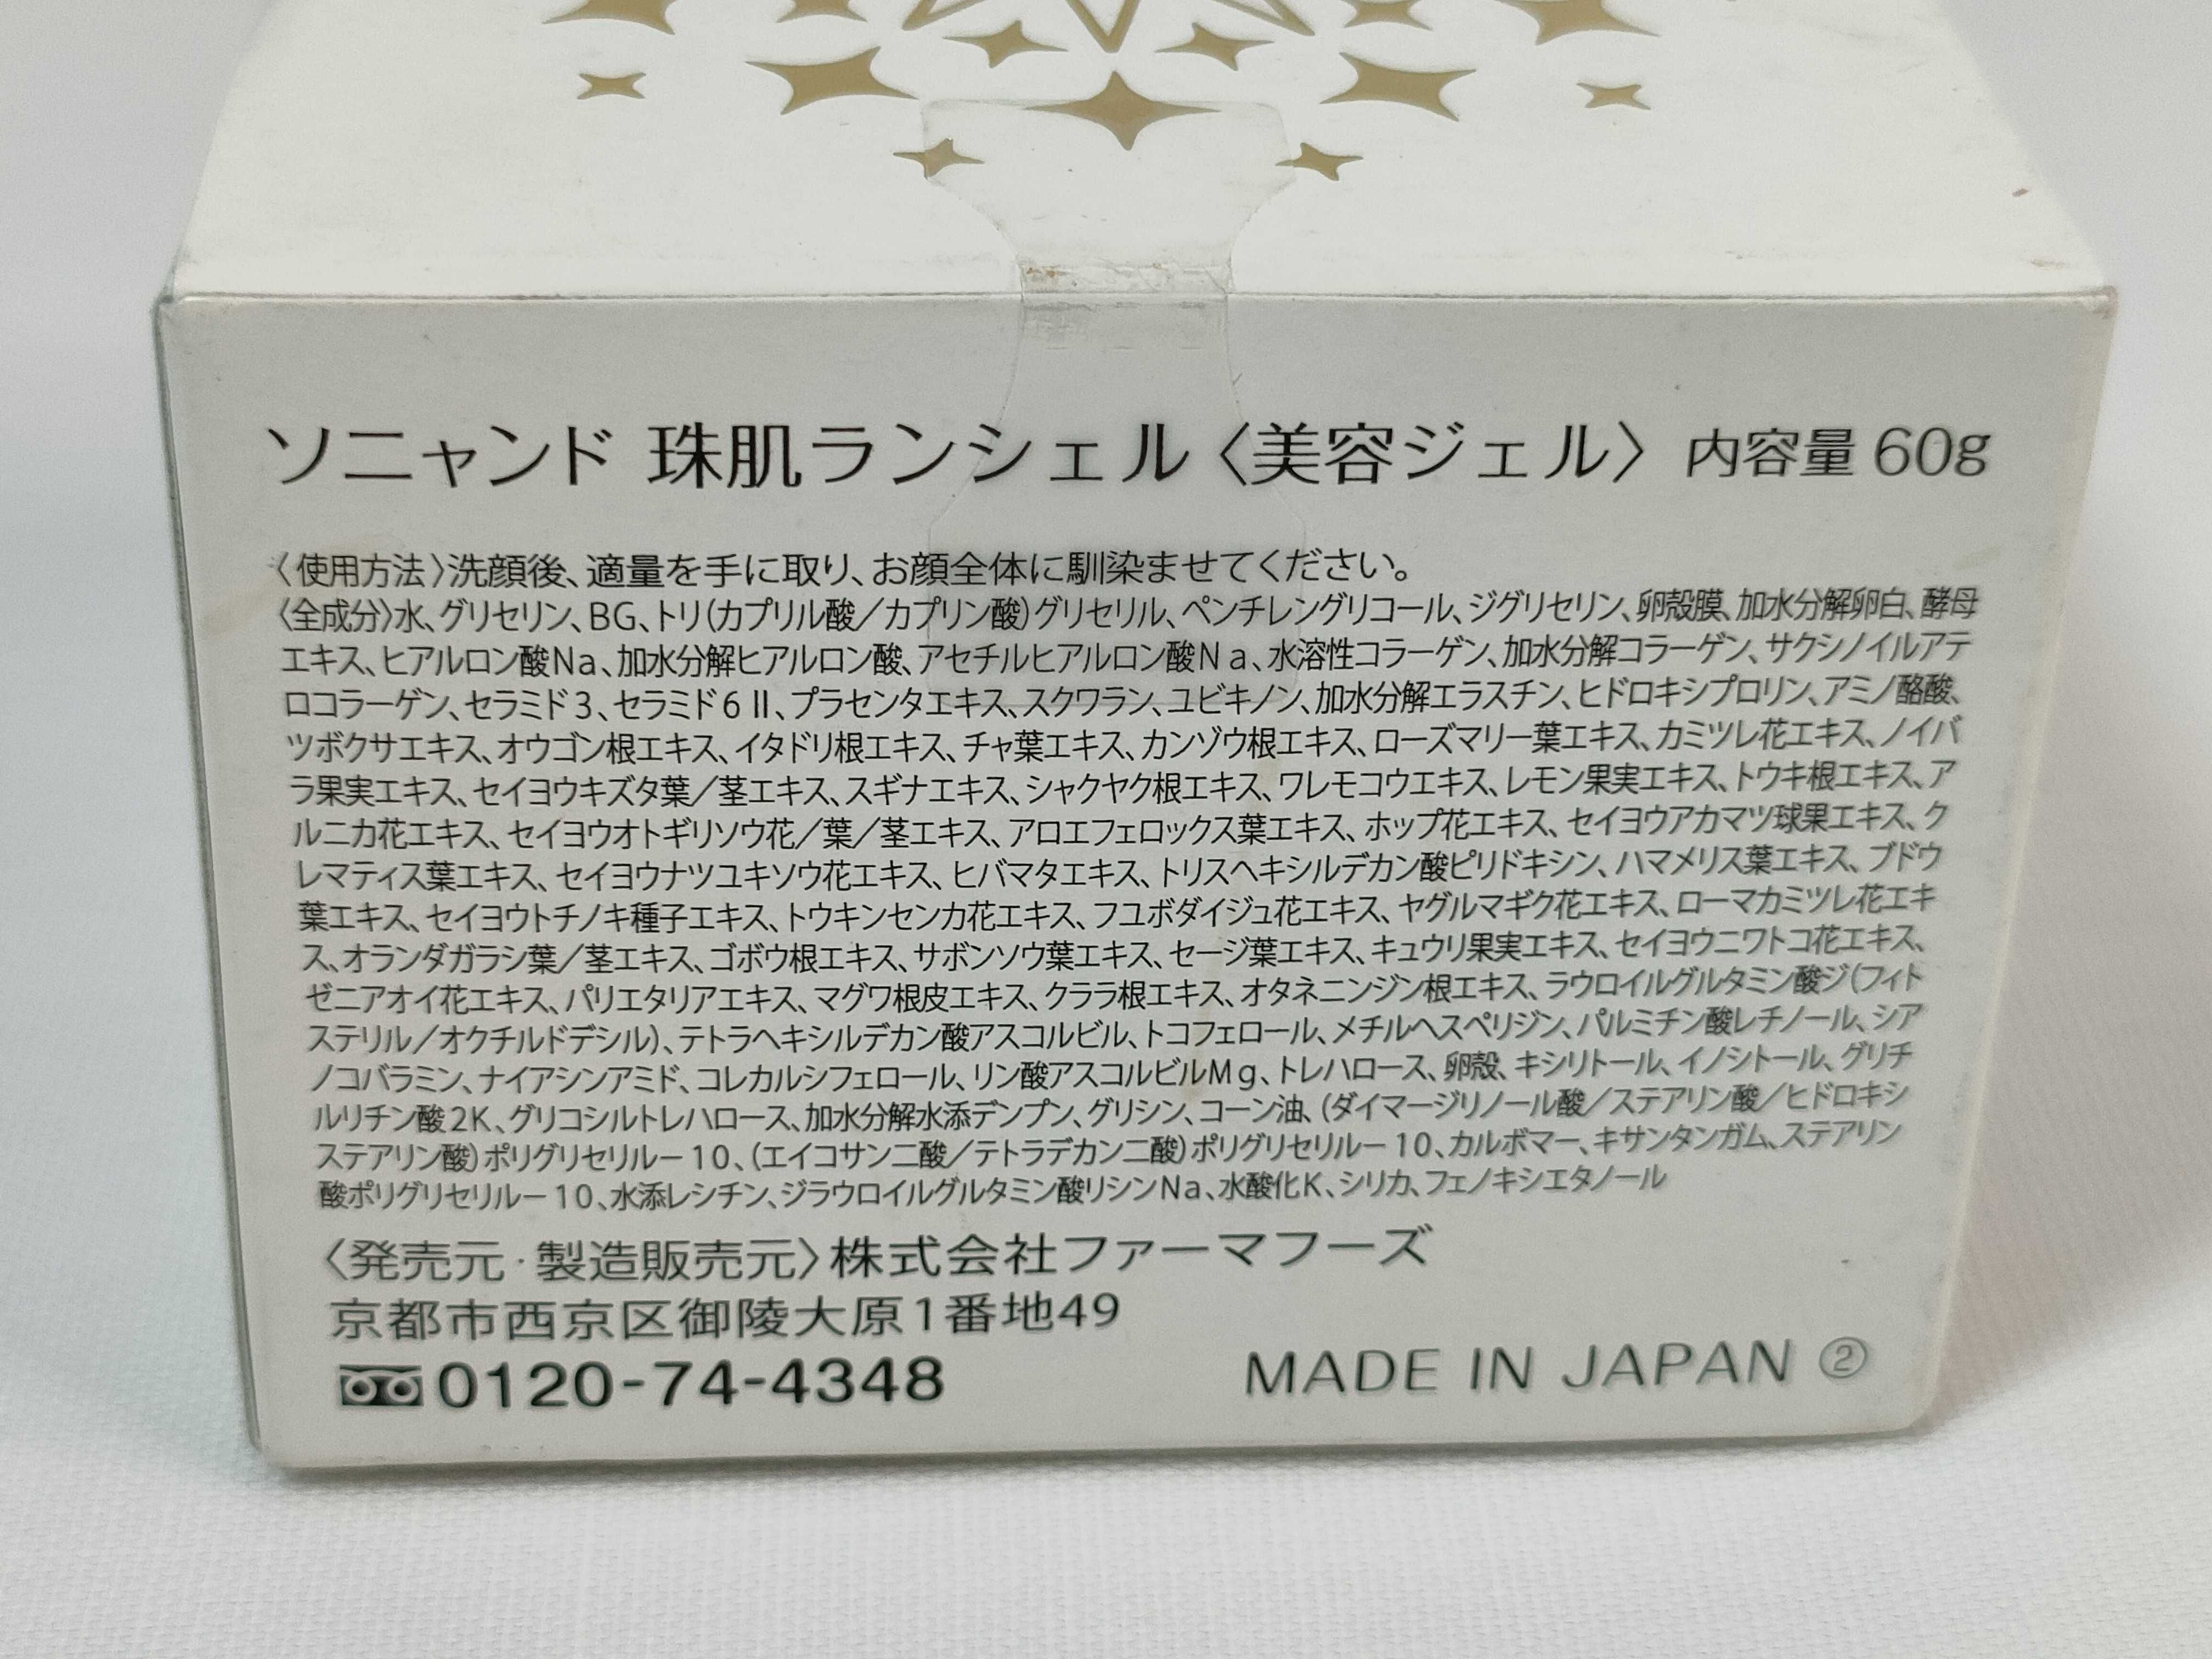 ソニャンド 珠肌ランシェル〈美容ジェル〉 内容量 60g
〈使用方法〉洗顔後、適量を手に取り、お顔全体に馴染ませてください。
〈全成分〉水、グリセリン、BG、トリ(カプリル酸／カプリン酸)グリセリル、ペンチレングリコール、ジグリセリン、卵殻膜、加水分解卵白、酵母
エキス、ヒアルロン酸Na、加水分解ヒアルロン酸、アセチルヒアルロン酸Na、水溶性コラーゲン、加水分解コラーゲン、サクシノイルアテ
ロコラーゲン、セラミド3、セラミド6Ⅱ、プラセンタエキス、スクワラン、ユビキノン、加水分解エラスチン、ヒドロキシプロリン、アミノ酪酸、
ツボクサエキス、オウゴン根エキス、イタドリ根エキス、チャ葉エキス、カンゾウ根エキス、ローズマリー葉エキス、カミツレ花エキス、ノイバ
ラ果実エキス、セイヨウキズタ葉／茎エキス、スギナエキス、シャクヤク根エキス、ワレモコウエキス、レモン果実エキス、トウキ根エキス、ア
ルニカ花エキス、セイヨウオトギリソウ花／葉／茎エキス、アロエフェロックス葉エキス、ホップ花エキス、セイヨウアカマツ球果エキス、ク
レマティス葉エキス、セイヨウナツユキソウ花エキス、ヒバマタエキス、トリスヘキシルデカン酸ピリドキシン、ハマメリス葉エキス、ブドウ
葉エキス、セイヨウトチノキ種子エキス、トウキンセンカ花エキス、フユボダイジュ花エキス、ヤグルマギク花エキス、ローマカミツレ花エキ
ス、オランダガラシ葉／茎エキス、ゴボウ根エキス、サボンソウ葉エキス、セージ葉エキス、キュウリ果実エキス、セイヨウニワトコ花エキス、
ゼニアオイ花エキス、パリエタリアエキス、マグワ根皮エキス、クララ根エキス、オタネニンジン根エキス、ラウロイルグルタミン酸ジ(フィト
ステリル／オクチルドデシル)、テトラヘキシルデカン酸アスコルビル、トコフェロール、メチルヘスペリジン、パルミチン酸レチノール、シア
ノコバラミン、ナイアシンアミド、コレカルシフェロール、リン酸アスコルビルMg、トレハロース、卵殻、キシリトール、イノシトール、グリチ
ルリチン酸2K、グリコシルトレハロース、加水分解水添デンプン、グリシン、コーン油、(ダイマージリノール酸／ステアリン酸／ヒドロキシ
ステアリン酸)ポリグリセリルー10、(エイコサン二酸／テトラデカン二酸)ポリグリセリルー10、カルボマー、キサンタンガム、ステアリン
酸ポリグリセリルー10、水添レシチン、ジラウロイルグルタミン酸リシンNa、水酸化K、シリカ、フェノキシエタノール
〈発売元・製造販売元〉株式会社ファーマフーズ
京都市西京区御陵大原1番地49
0120-74-4348
MADE IN JAPAN ②